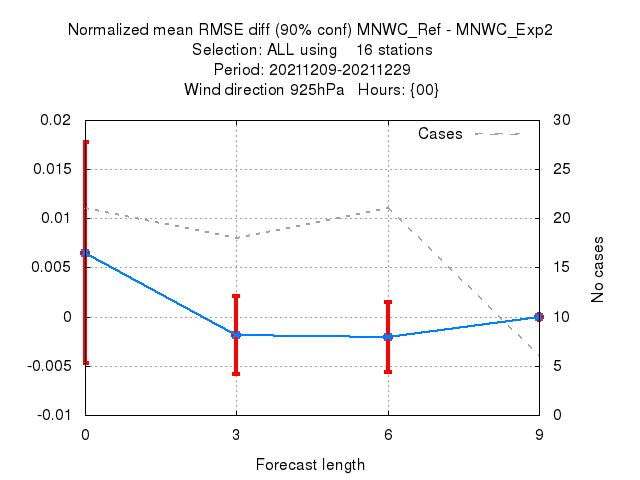 Normalized mean RMSE diff (90% conf) MNWC_Ref - MNWC_Exp2
Selection: ALL using    16 stations
Period: 20211209-20211229
Wind direction 925hPa   Hours: {00}
Cases
0.02
0.015
0.01
0.005
0
-0.005
-0.01
30
25
20
15
10
5
0
No cases
0 3 6 9
Forecast length